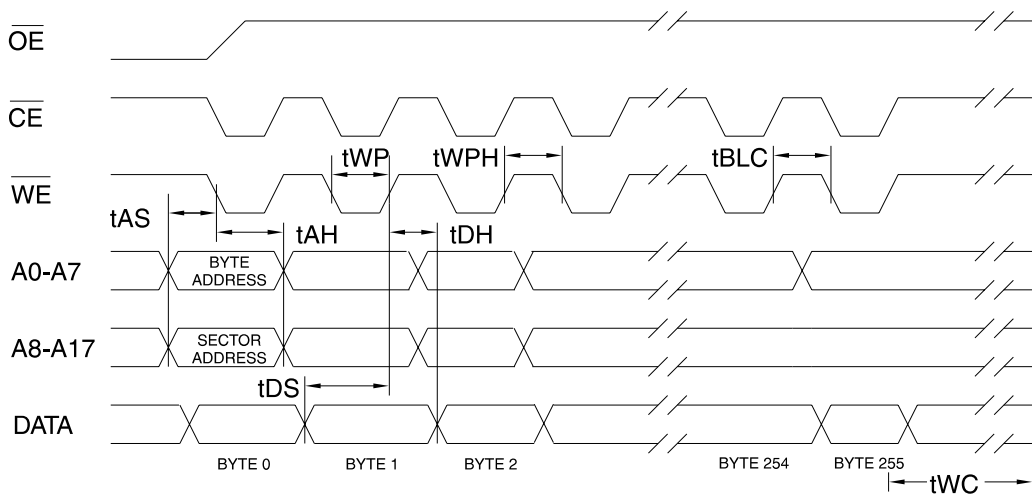 OE
CE
tWP
tWPH
tBLC
WE
tAS
tAH
tDH
A0-A7
BYTE
ADDRESS
A8-A17
SECTOR
ADDRESS
tDS
DATA
BYTE 0
BYTE 1
BYTE 2
BYTE 254
BYTE 255
tWC